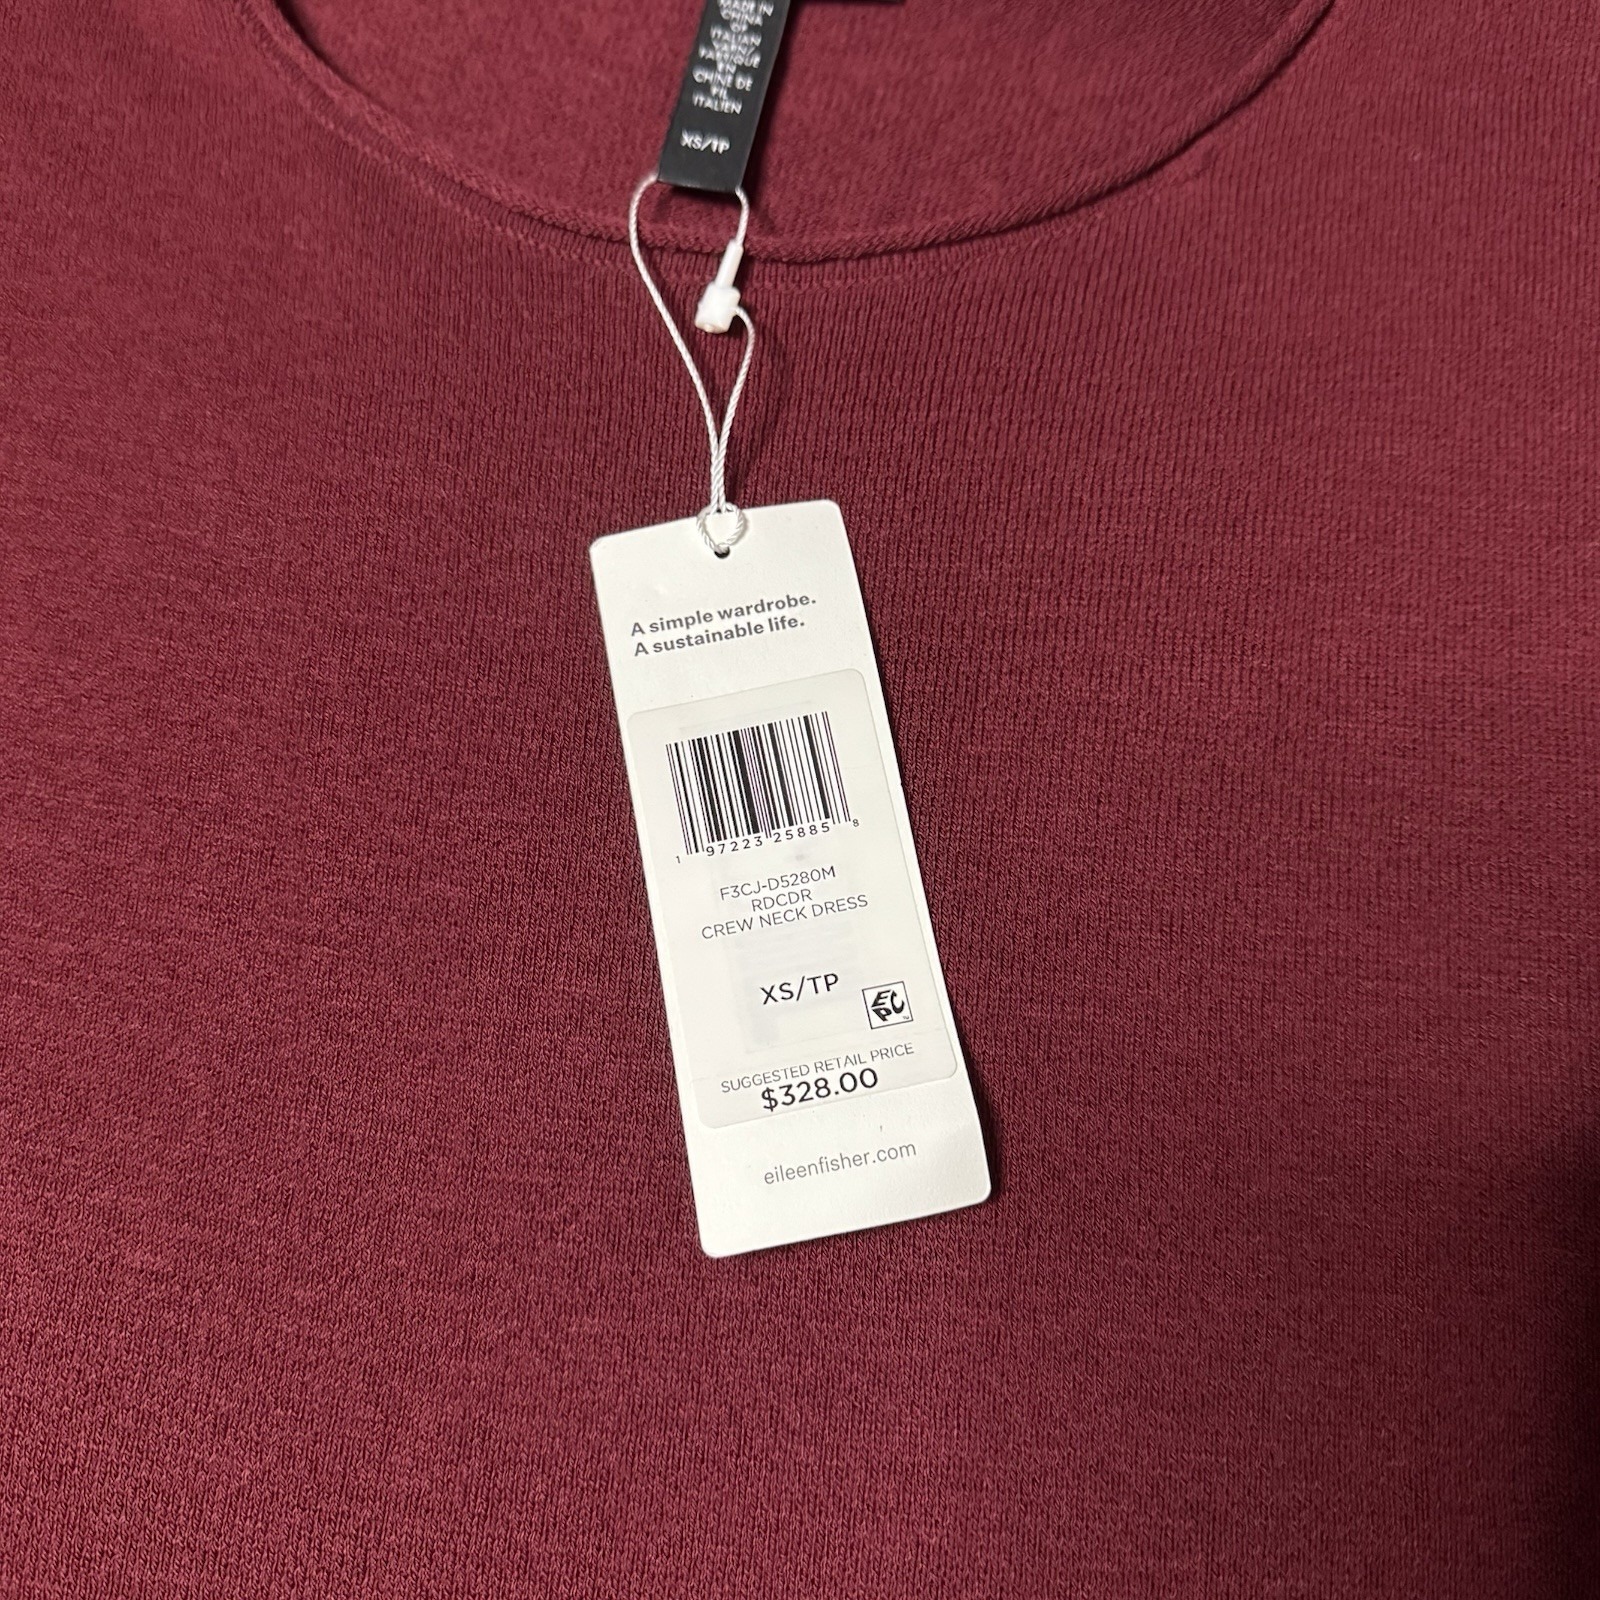 MADE IN
CHINA
OF
ITALIAN
YARN/
FABRIQUÉ
EN
CHINE DE
FIL
ITALIEN
XS/TP
A simple wardrobe.
A sustainable life.
1 97223 25885 8
F3CJ-D5280M
RDCDR
CREW NECK DRESS
XS/TP
EPC
SUGGESTED RETAIL PRICE
$328.00
eileenfisher.com